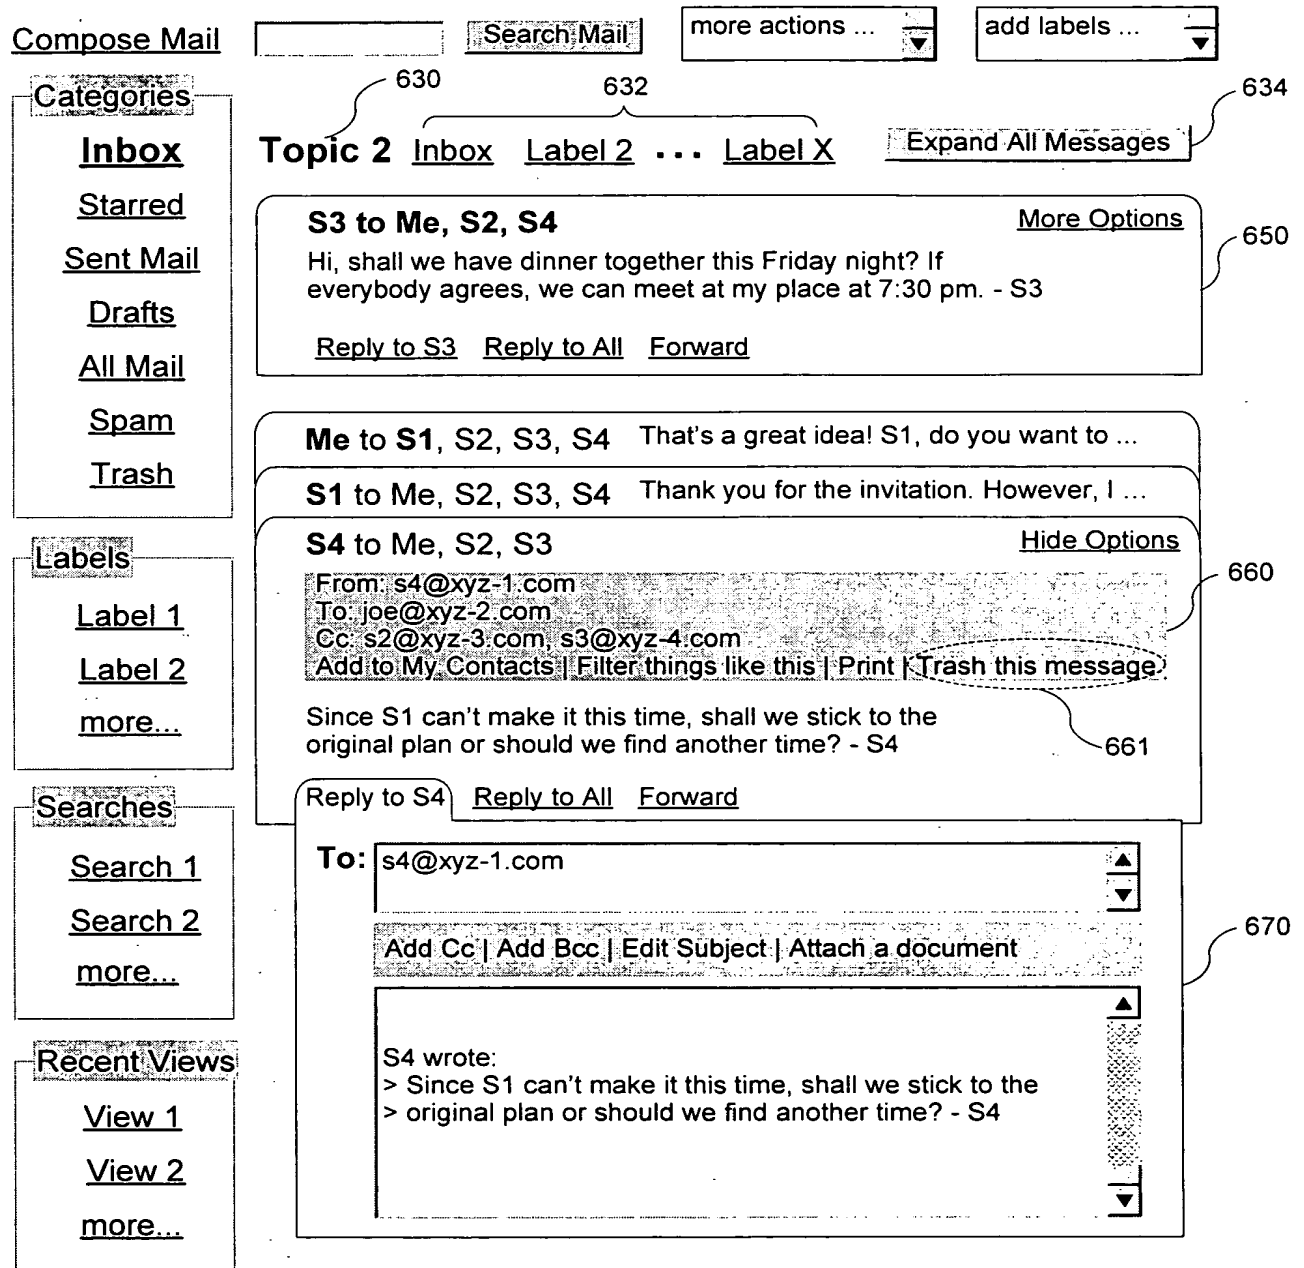 Compose Mail
Search Mail
more actions ...
add labels ...
630
632
634
Categories
Inbox
Starred
Sent Mail
Drafts
All Mail
Spam
Trash
Labels
Label 1
Label 2
more...
Searches
Search 1
Search 2
more...
Recent Views
View 1
View 2
more...
Topic 2 Inbox Label 2 ... Label X
Expand All Messages
S3 to Me, S2, S4
More Options
650
Hi, shall we have dinner together this Friday night? If
everybody agrees, we can meet at my place at 7:30 pm. - S3
Reply to S3 Reply to All Forward
Me to S1, S2, S3, S4 That's a great idea! S1, do you want to ...
S1 to Me, S2, S3, S4 Thank you for the invitation. However, I ...
S4 to Me, S2, S3
Hide Options
660
From: s4@xyz-1.com
To: joe@xyz-2.com
Cc: s2@xyz-3.com, s3@xyz-4.com
Add to My Contacts | Filter things like this | Print | Trash this message
661
Since S1 can't make it this time, shall we stick to the
original plan or should we find another time? - S4
Reply to S4 Reply to All Forward
To: s4@xyz-1.com
670
Add Cc | Add Bcc | Edit Subject | Attach a document
S4 wrote:
> Since S1 can't make it this time, shall we stick to the
> original plan or should we find another time? - S4